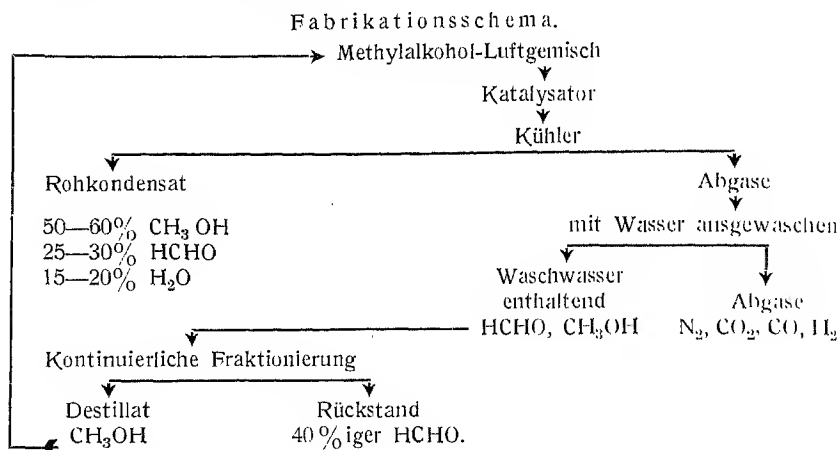 Fabrikationsschema.
Methylalkohol-Luftgemisch
Katalysator
Kühler
Rohkondensat
50—60% CH₃OH
25—30% HCHO
15—20% H₂O
Abgase
mit Wasser ausgewaschen
Waschwasser
enthaltend
HCHO, CH₃OH
Abgase
N₂, CO₂, CO, H₂
Kontinuierliche Fraktionierung
Destillat
CH₃OH
Rückstand
40%iger HCHO.